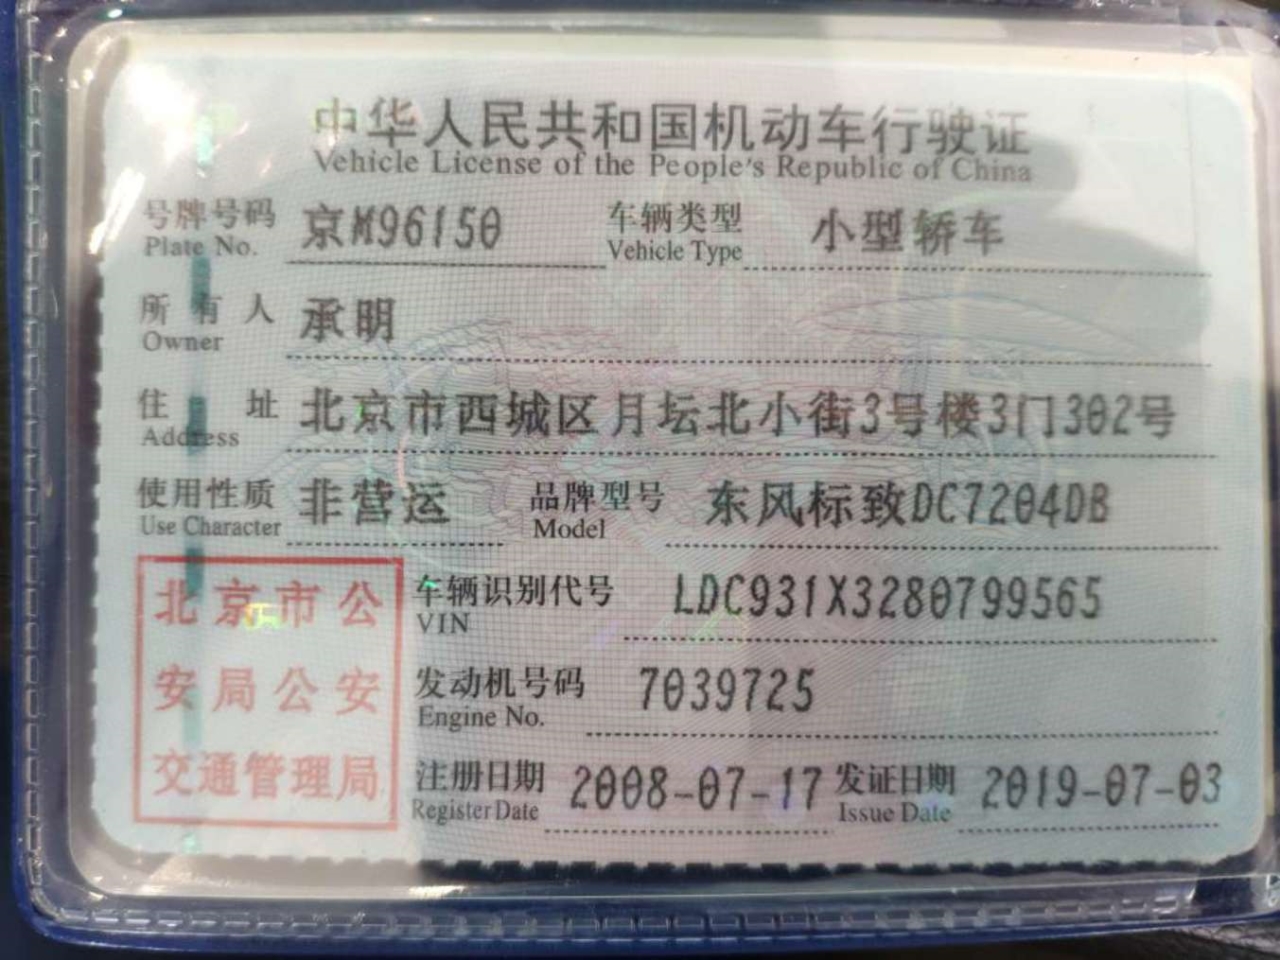 中华人民共和国机动车行驶证
Vehicle License of the People's Republic of China
号牌号码 京M96150 车辆类型 小型轿车
Plate No. Vehicle Type
所有人 承明
Owner
住址 北京市西城区月坛北小街3号楼3门302号
Address
使用性质 非营运 品牌型号 东风标致DC7204DB
Use Character Model
北京市公
安局公安
交通管理局
车辆识别代号 LDC931X3280799565
VIN
发动机号码 7039725
Engine No.
注册日期 2008-07-17 发证日期 2019-07-03
Register Date Issue Date